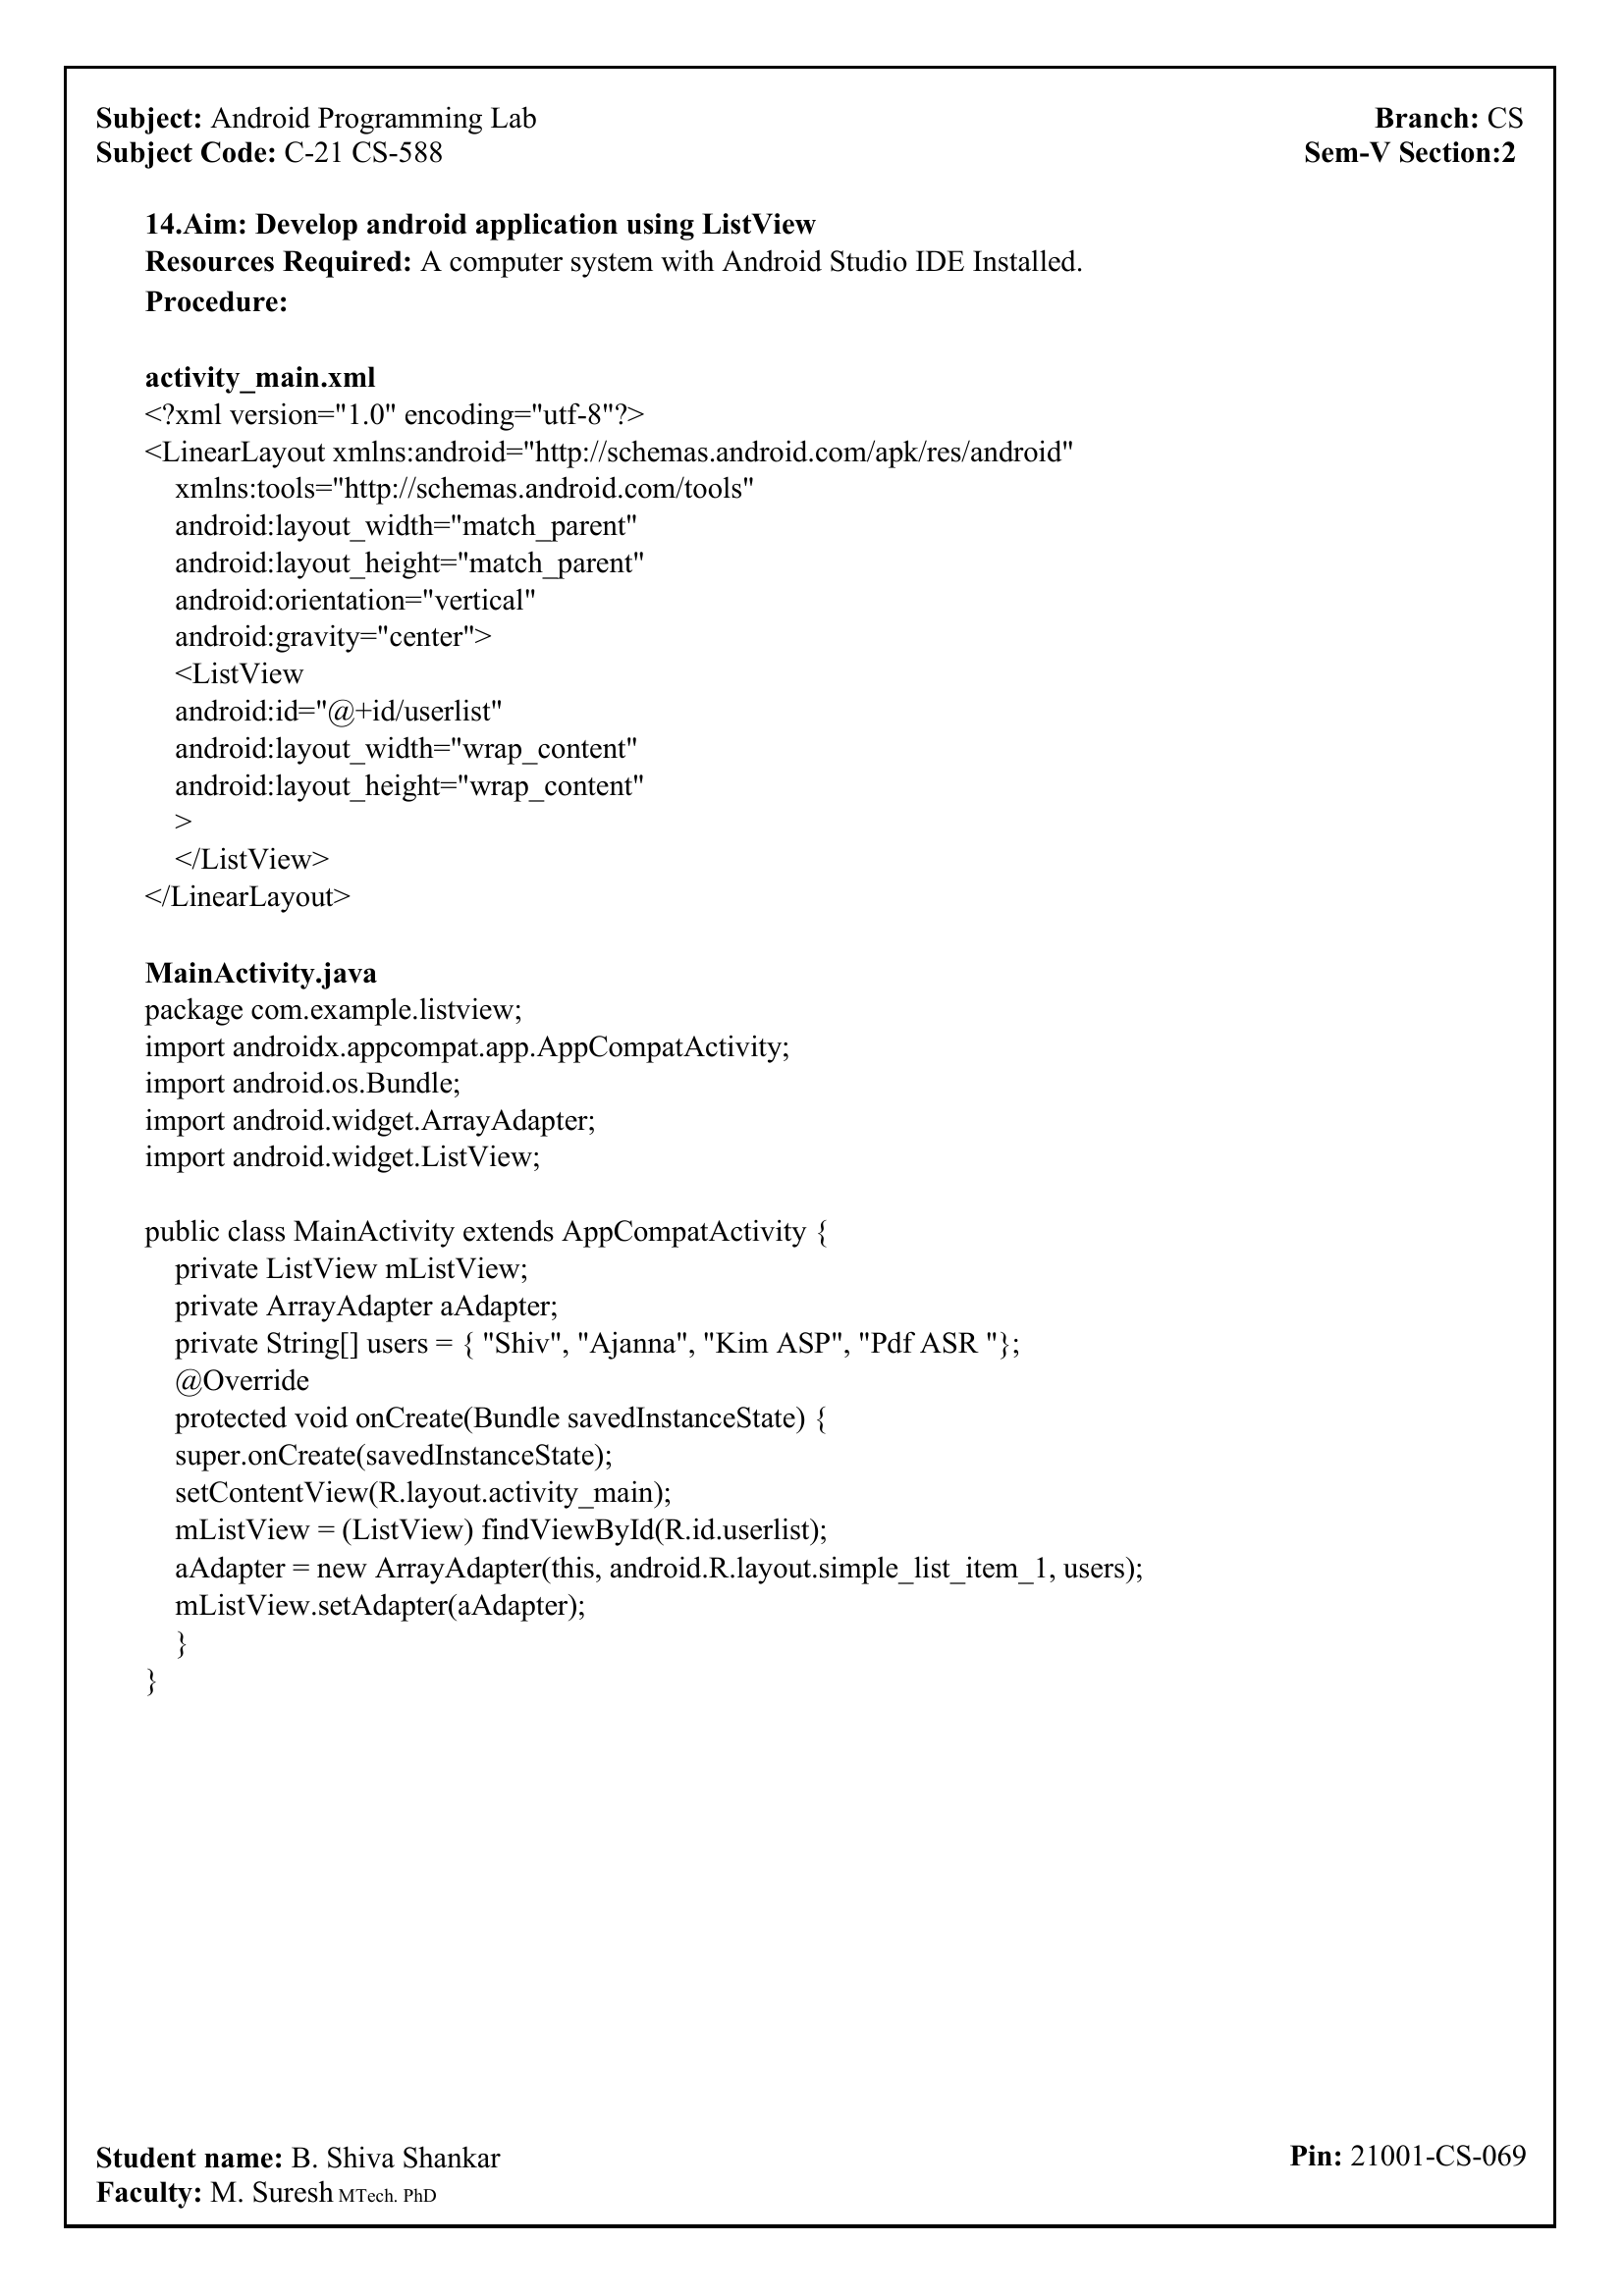 Subject: Android Programming Lab Branch: CS
Subject Code: C-21 CS-588 Sem-V Section:2
14.Aim: Develop android application using ListView
Resources Required: A computer system with Android Studio IDE Installed.
Procedure:
activity_main.xml
<?xml version="1.0" encoding="utf-8"?>
<LinearLayout xmlns:android="http://schemas.android.com/apk/res/android"
xmlns:tools="http://schemas.android.com/tools"
android:layout_width="match_parent"
android:layout_height="match_parent"
android:orientation="vertical"
android:gravity="center">
<ListView
android:id="@+id/userlist"
android:layout_width="wrap_content"
android:layout_height="wrap_content"
>
</ListView>
</LinearLayout>
MainActivity.java
package com.example.listview;
import androidx.appcompat.app.AppCompatActivity;
import android.os.Bundle;
import android.widget.ArrayAdapter;
import android.widget.ListView;
public class MainActivity extends AppCompatActivity {
private ListView mListView;
private ArrayAdapter aAdapter;
private String[] users = { "Shiv", "Ajanna", "Kim ASP", "Pdf ASR "};
@Override
protected void onCreate(Bundle savedInstanceState) {
super.onCreate(savedInstanceState);
setContentView(R.layout.activity_main);
mListView = (ListView) findViewById(R.id.userlist);
aAdapter = new ArrayAdapter(this, android.R.layout.simple_list_item_1, users);
mListView.setAdapter(aAdapter);
}
}
Student name: B. Shiva Shankar Pin: 21001-CS-069
Faculty: M. Suresh MTech. PhD